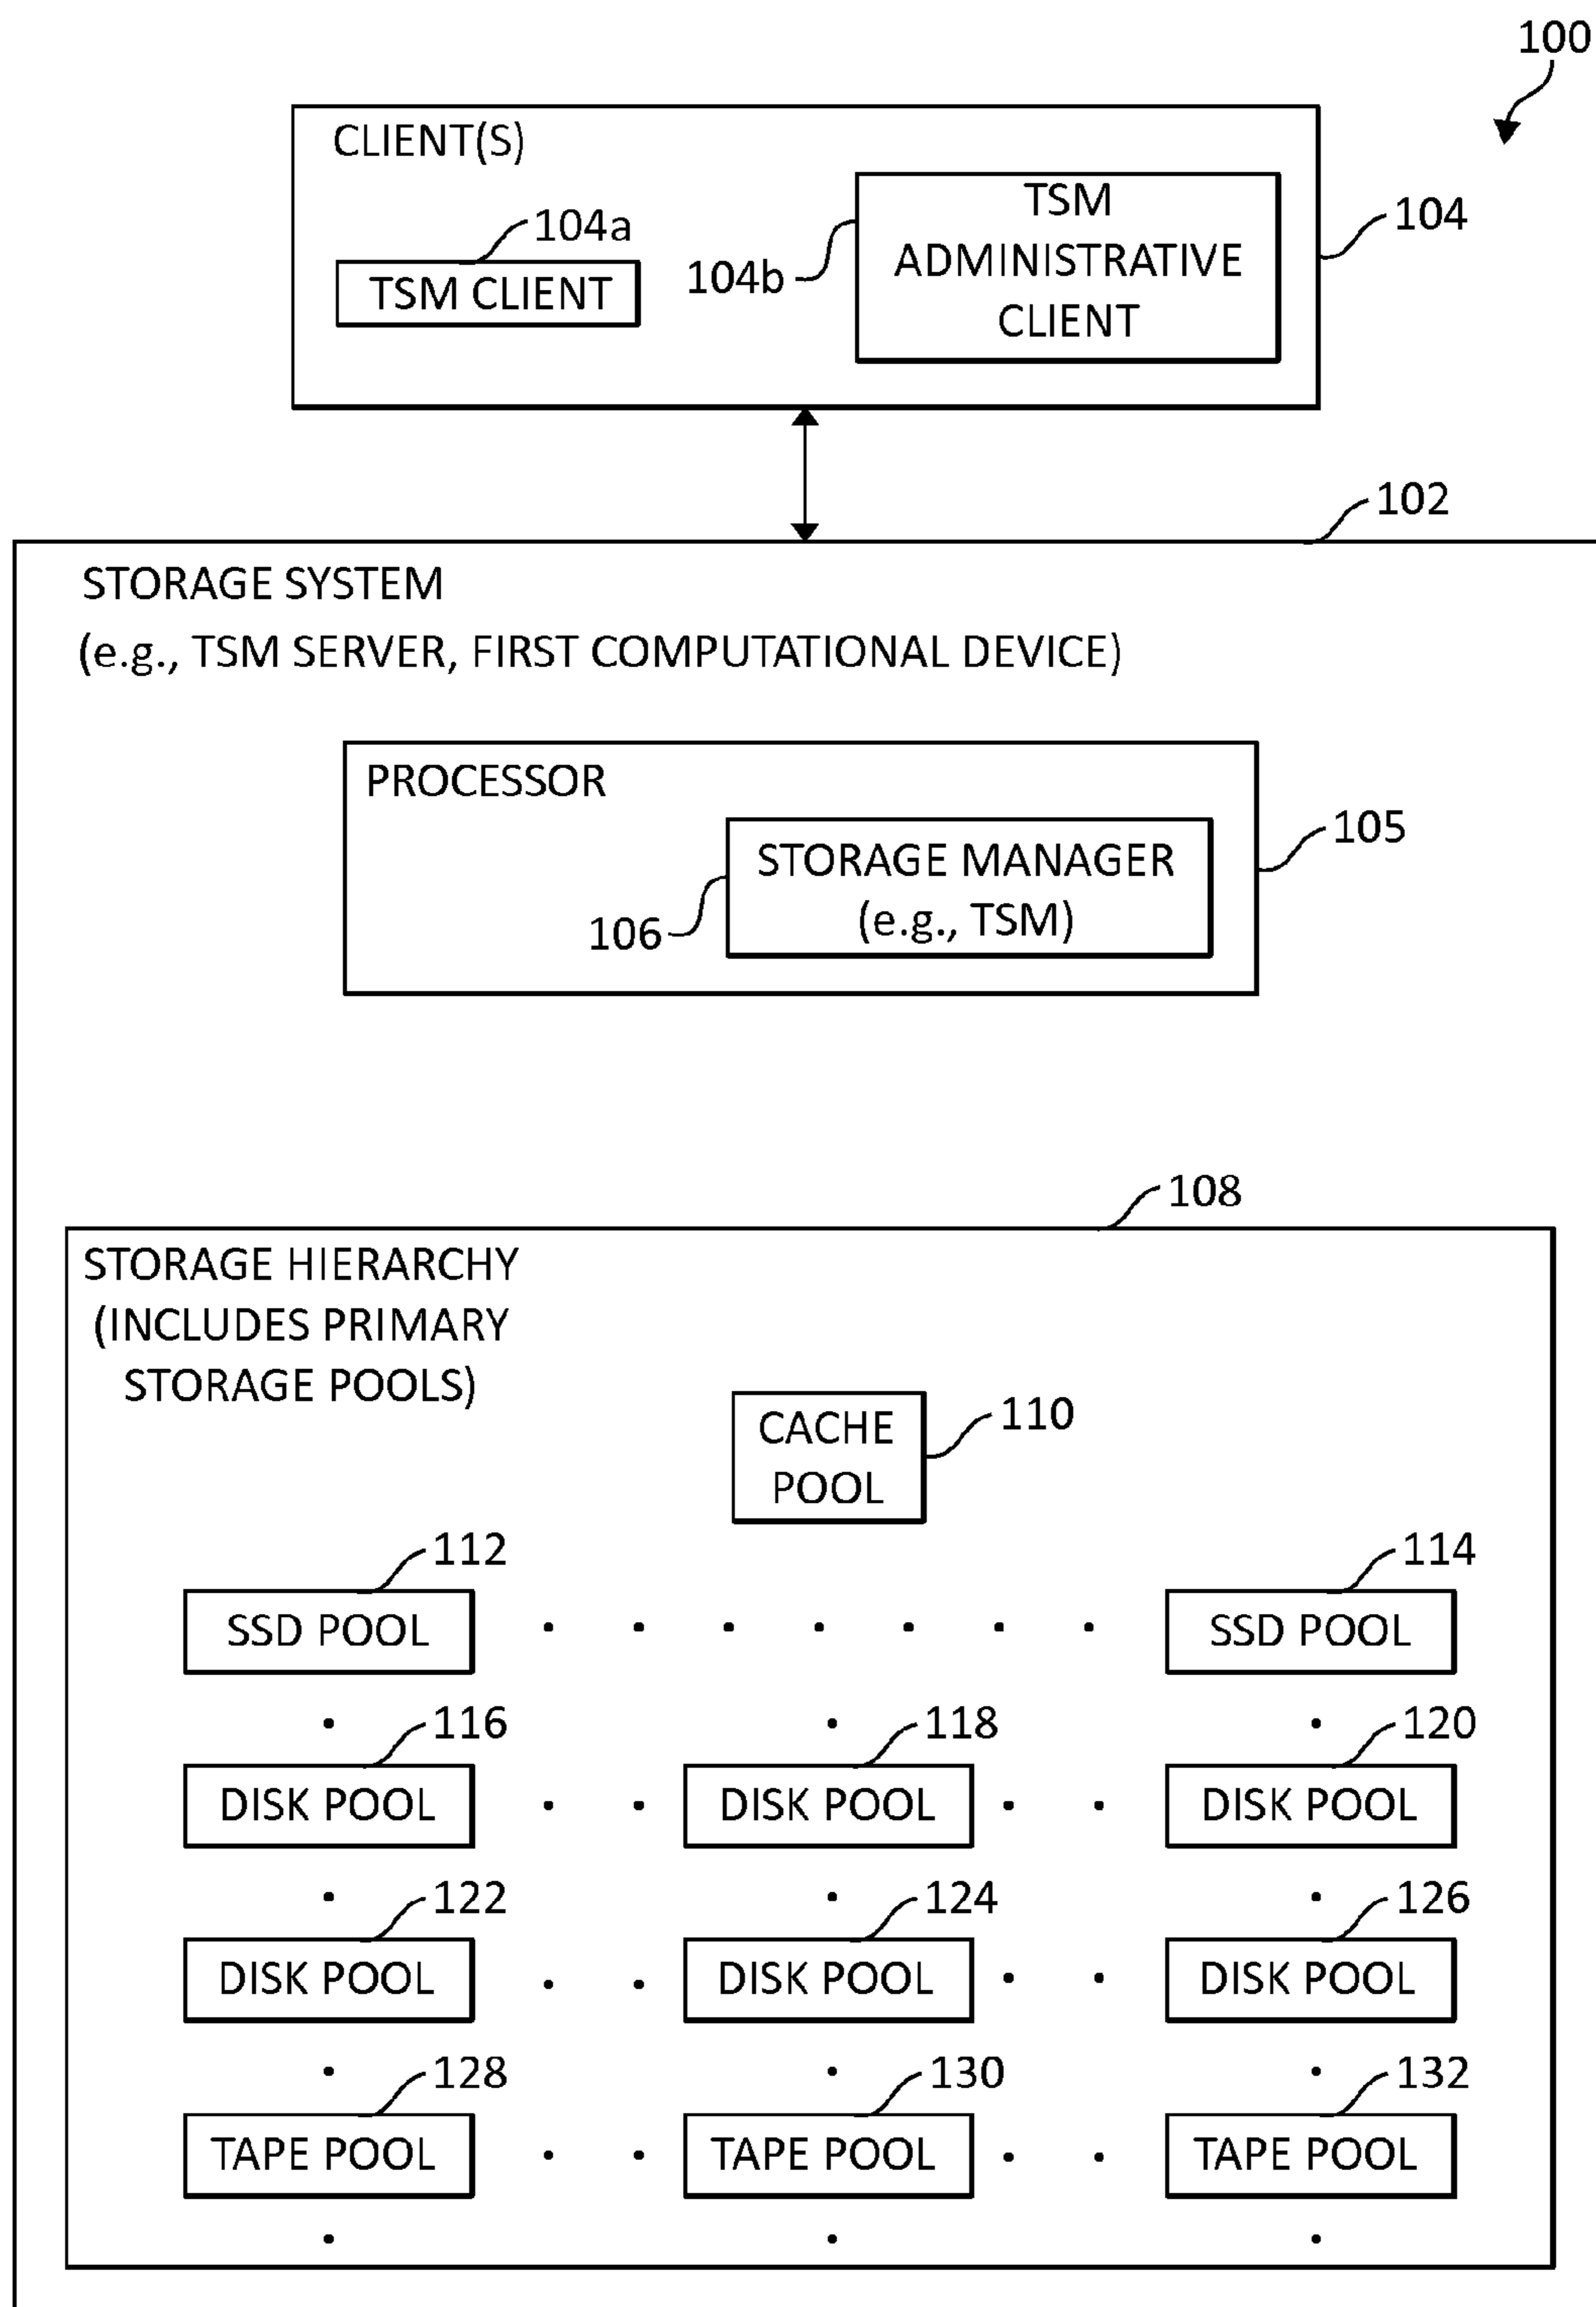 100
CLIENT(S)
TSM
ADMINISTRATIVE
CLIENT
104
104a
104b
TSM CLIENT
102
STORAGE SYSTEM
(e.g., TSM SERVER, FIRST COMPUTATIONAL DEVICE)
PROCESSOR
105
STORAGE MANAGER
(e.g., TSM)
106
108
STORAGE HIERARCHY
(INCLUDES PRIMARY
STORAGE POOLS)
CACHE
POOL
110
112
114
SSD POOL
SSD POOL
116
118
120
DISK POOL
DISK POOL
DISK POOL
122
124
126
DISK POOL
DISK POOL
DISK POOL
128
130
132
TAPE POOL
TAPE POOL
TAPE POOL